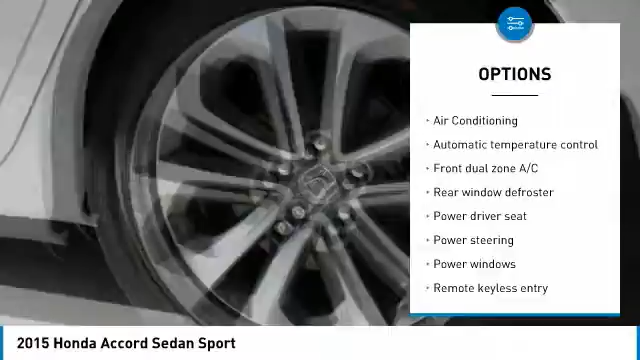 OPTIONS
Air Conditioning
Automatic temperature control
Front dual zone A/C
Rear window defroster
Power driver seat
Power steering
Power windows
Remote keyless entry
2015 Honda Accord Sedan Sport